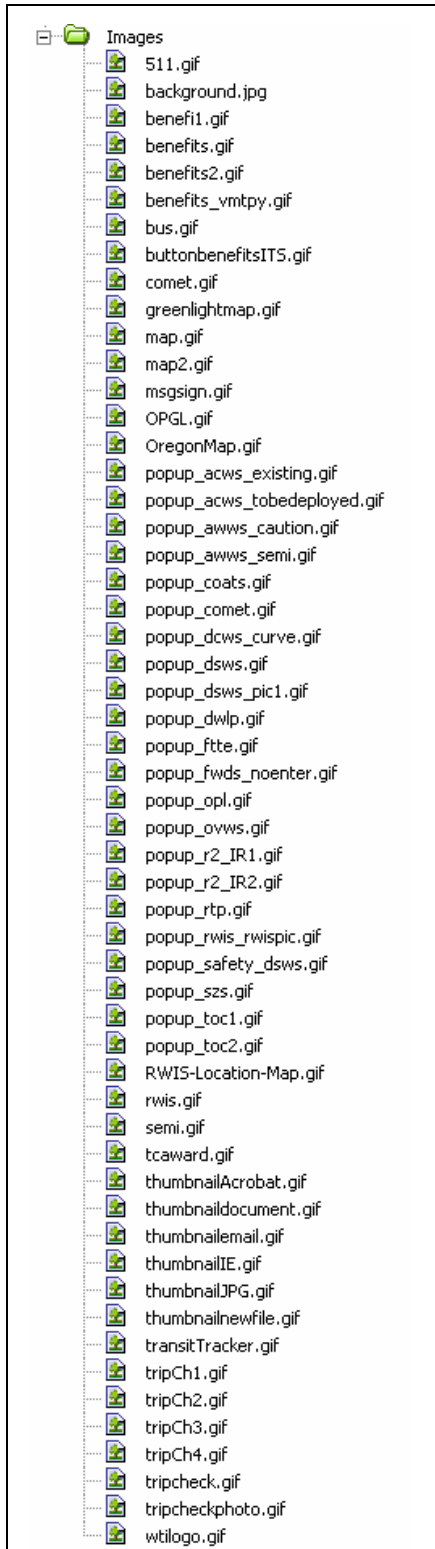 Images
511.gif
background.jpg
benefi1.gif
benefits.gif
benefits2.gif
benefits_vmtpy.gif
bus.gif
buttonbenefitsITS.gif
comet.gif
greenlightmap.gif
map.gif
map2.gif
msgsign.gif
OPGL.gif
OregonMap.gif
popup_acws_existing.gif
popup_acws_tobedeployed.gif
popup_awws_caution.gif
popup_awws_semi.gif
popup_coats.gif
popup_comet.gif
popup_dcws_curve.gif
popup_dsws.gif
popup_dsws_pic1.gif
popup_dwlp.gif
popup_ftte.gif
popup_fwds_noenter.gif
popup_opl.gif
popup_ovws.gif
popup_r2_IR1.gif
popup_r2_IR2.gif
popup_rtp.gif
popup_rwis_rwispic.gif
popup_safety_dsws.gif
popup_szs.gif
popup_toc1.gif
popup_toc2.gif
RWIS-Location-Map.gif
rwis.gif
semi.gif
tcaward.gif
thumbnailAcrobat.gif
thumbnaildocument.gif
thumbnailemail.gif
thumbnailIE.gif
thumbnailJPG.gif
thumbnailnewfile.gif
transitTracker.gif
tripCh1.gif
tripCh2.gif
tripCh3.gif
tripCh4.gif
tripcheck.gif
tripcheckphoto.gif
wtilogo.gif